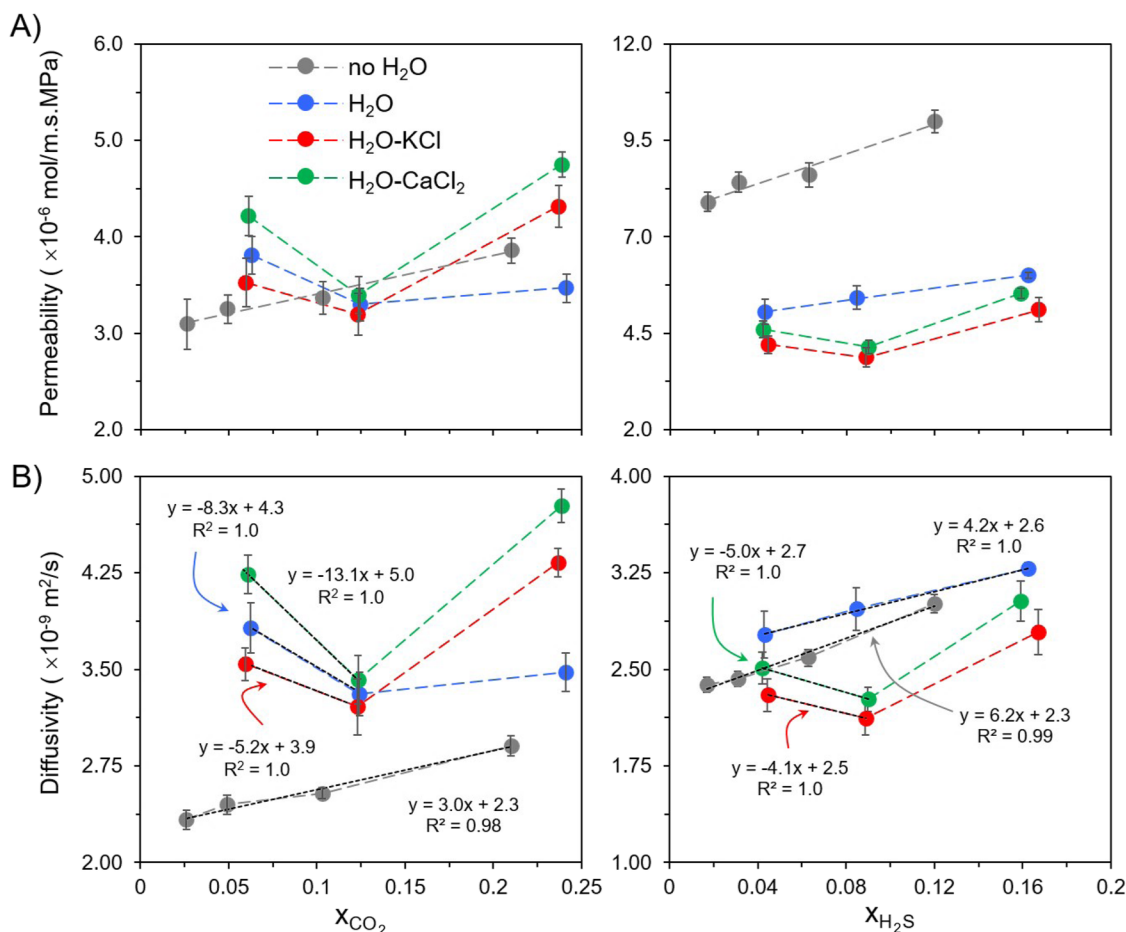 A)
Permeability ( ×10⁻⁶ mol/m.s.MPa)
6.0
5.0
4.0
3.0
2.0
no H₂O
H₂O
H₂O-KCl
H₂O-CaCl₂
12.0
9.5
7.0
4.5
2.0
B)
Diffusivity ( ×10⁻⁹ m²/s)
5.00
4.25
3.50
2.75
2.00
y = -8.3x + 4.3
R² = 1.0
y = -13.1x + 5.0
R² = 1.0
y = -5.2x + 3.9
R² = 1.0
y = 3.0x + 2.3
R² = 0.98
0 0.05 0.10 0.15 0.20 0.25
x_CO₂
4.00
3.25
2.50
1.75
1.00
y = 4.2x + 2.6
R² = 1.0
y = -5.0x + 2.7
R² = 1.0
y = 6.2x + 2.3
R² = 0.99
y = -4.1x + 2.5
R² = 1.0
0 0.04 0.08 0.12 0.16 0.2
x_H₂S